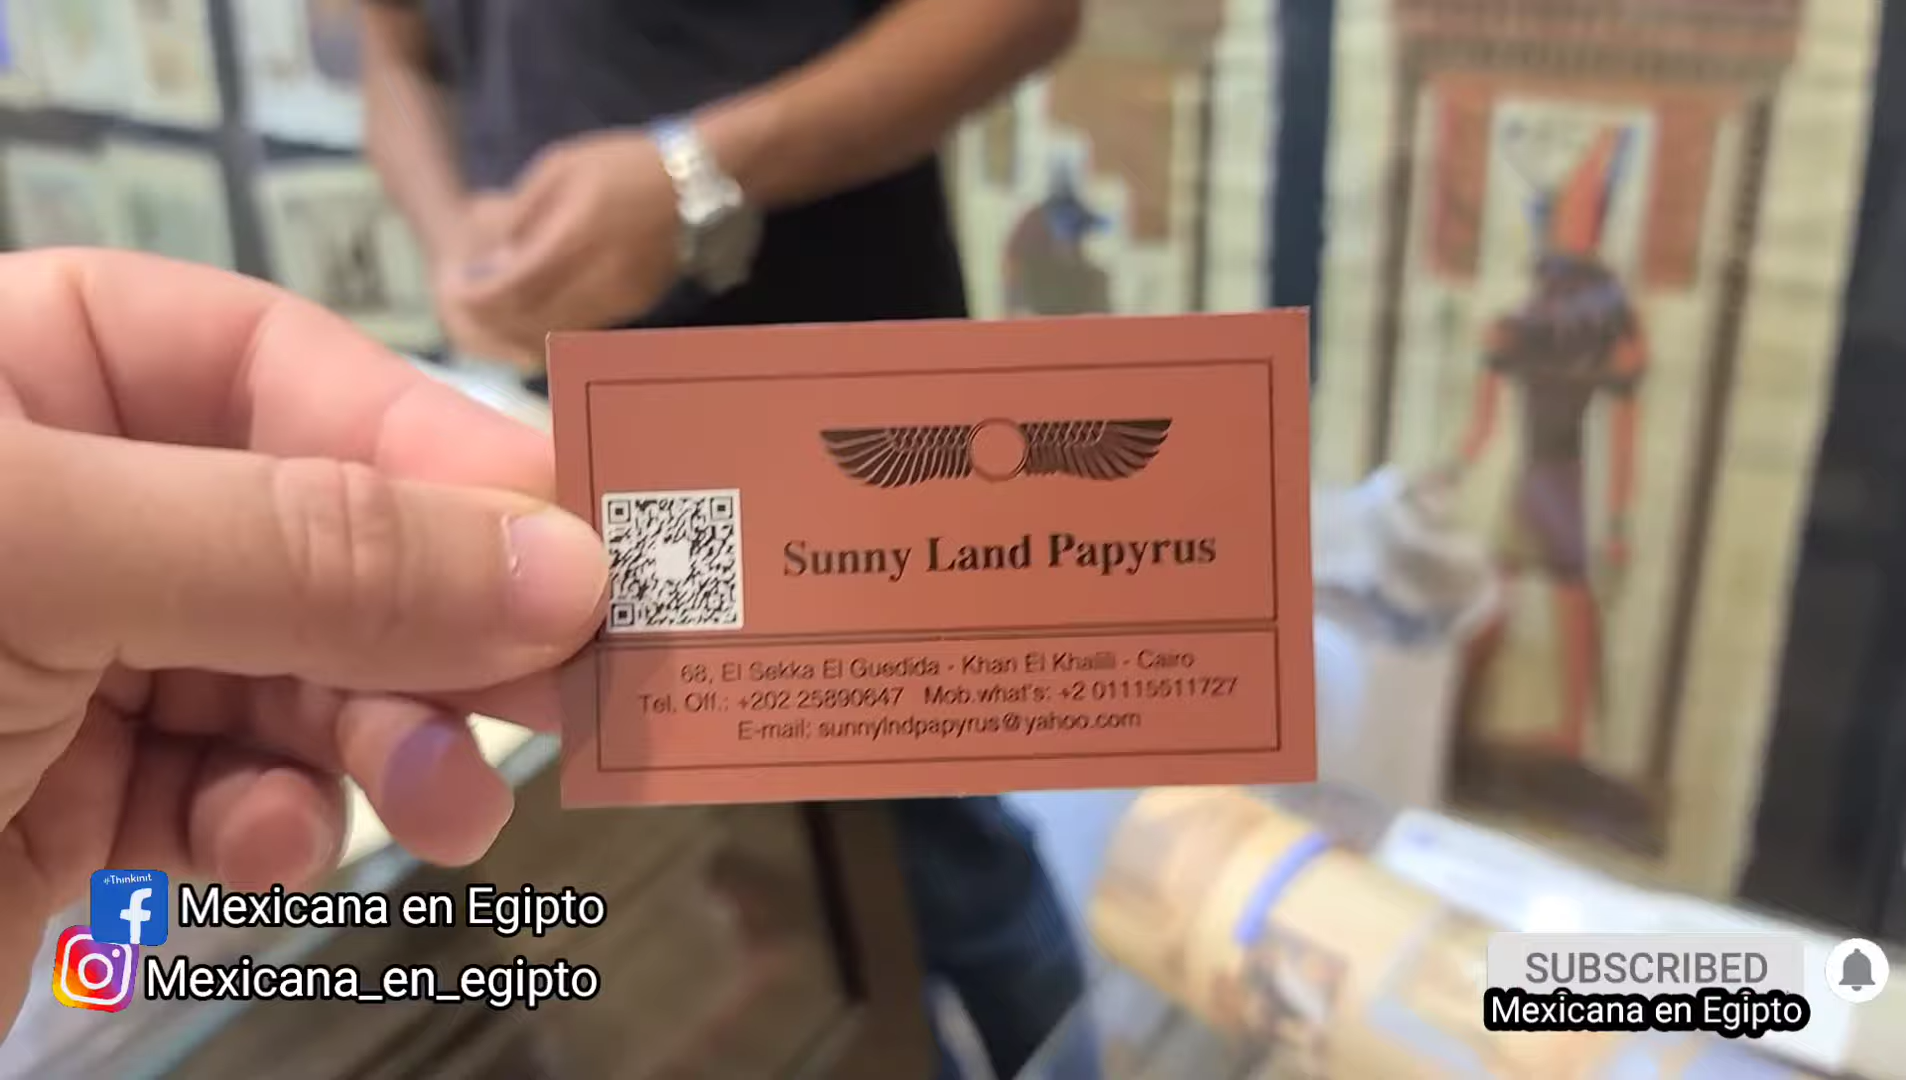 Sunny Land Papyrus
68, El Sekka El Guedida - Khan El Khalili - Cairo
Tel. Off.: +202 25890647 Mob.what's: +2 01115511727
E-mail: sunnylndpapyrus@yahoo.com
#Thinkinit
Mexicana en Egipto
Mexicana_en_egipto
SUBSCRIBED
Mexicana en Egipto